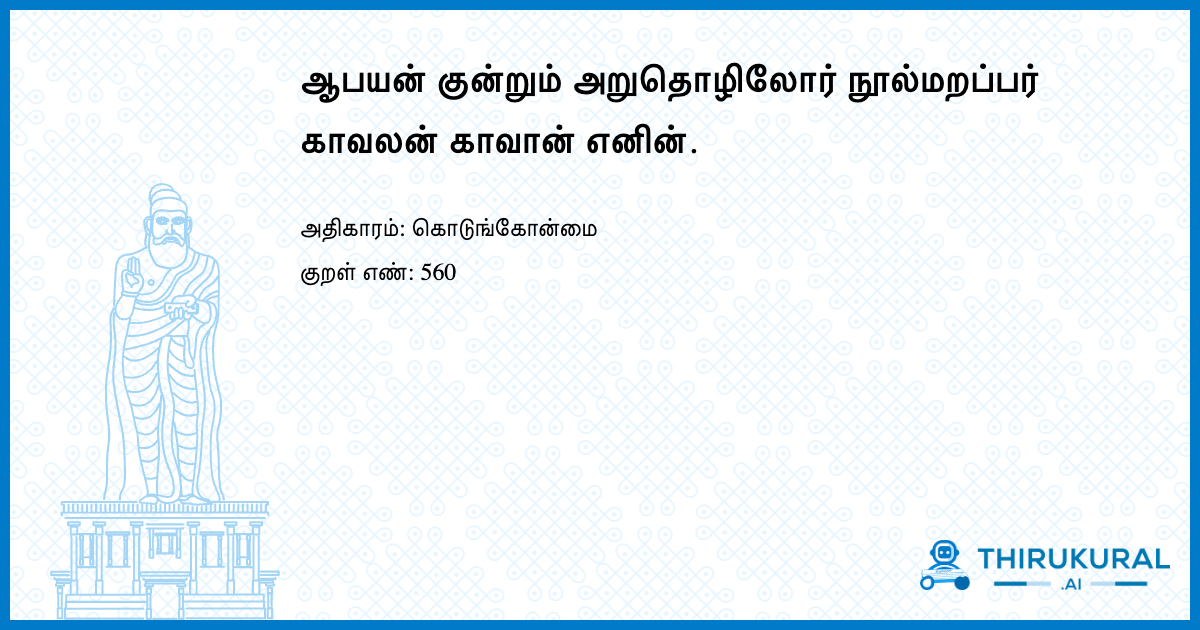 ஆபயன் குன்றும் அறுதொழிலோர் நூல்மறப்பர்
காவலன் காவான் எனின்.
அதிகாரம்: கொடுங்கோன்மை
குறள் எண்: 560
THIRUKURAL
.AI